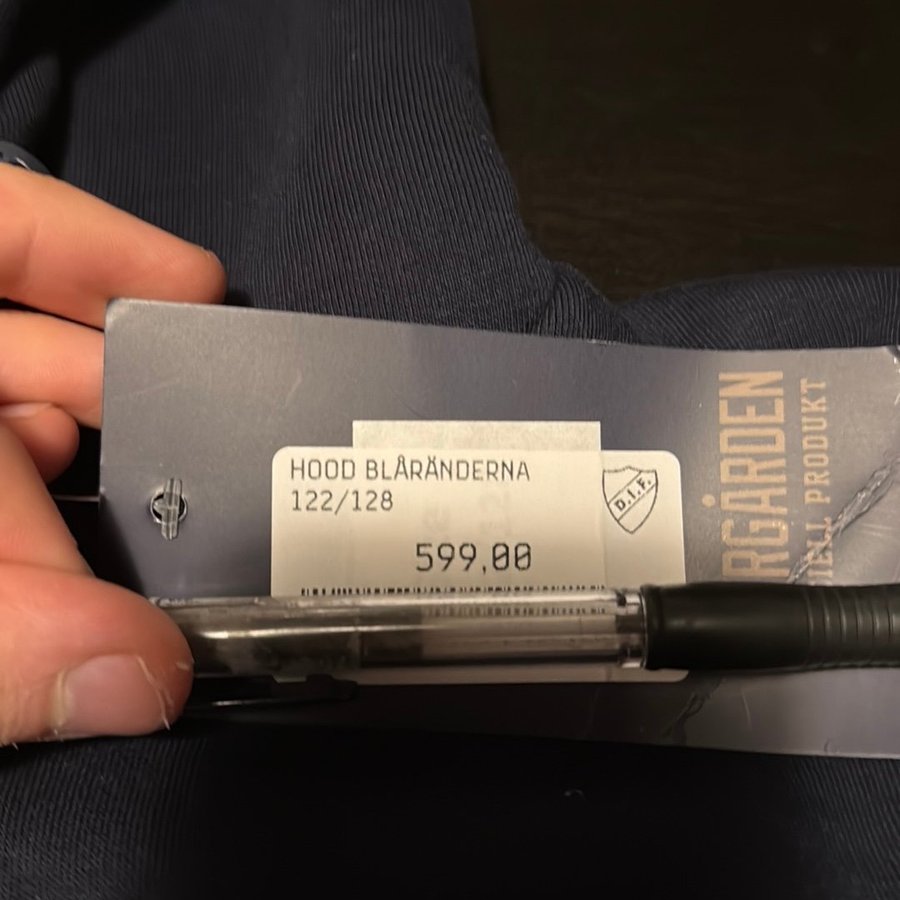 HOOD BLÅRÄNDERNA
122/128
D.I.F.
599,00
RGÅRDEN
PRODUKT